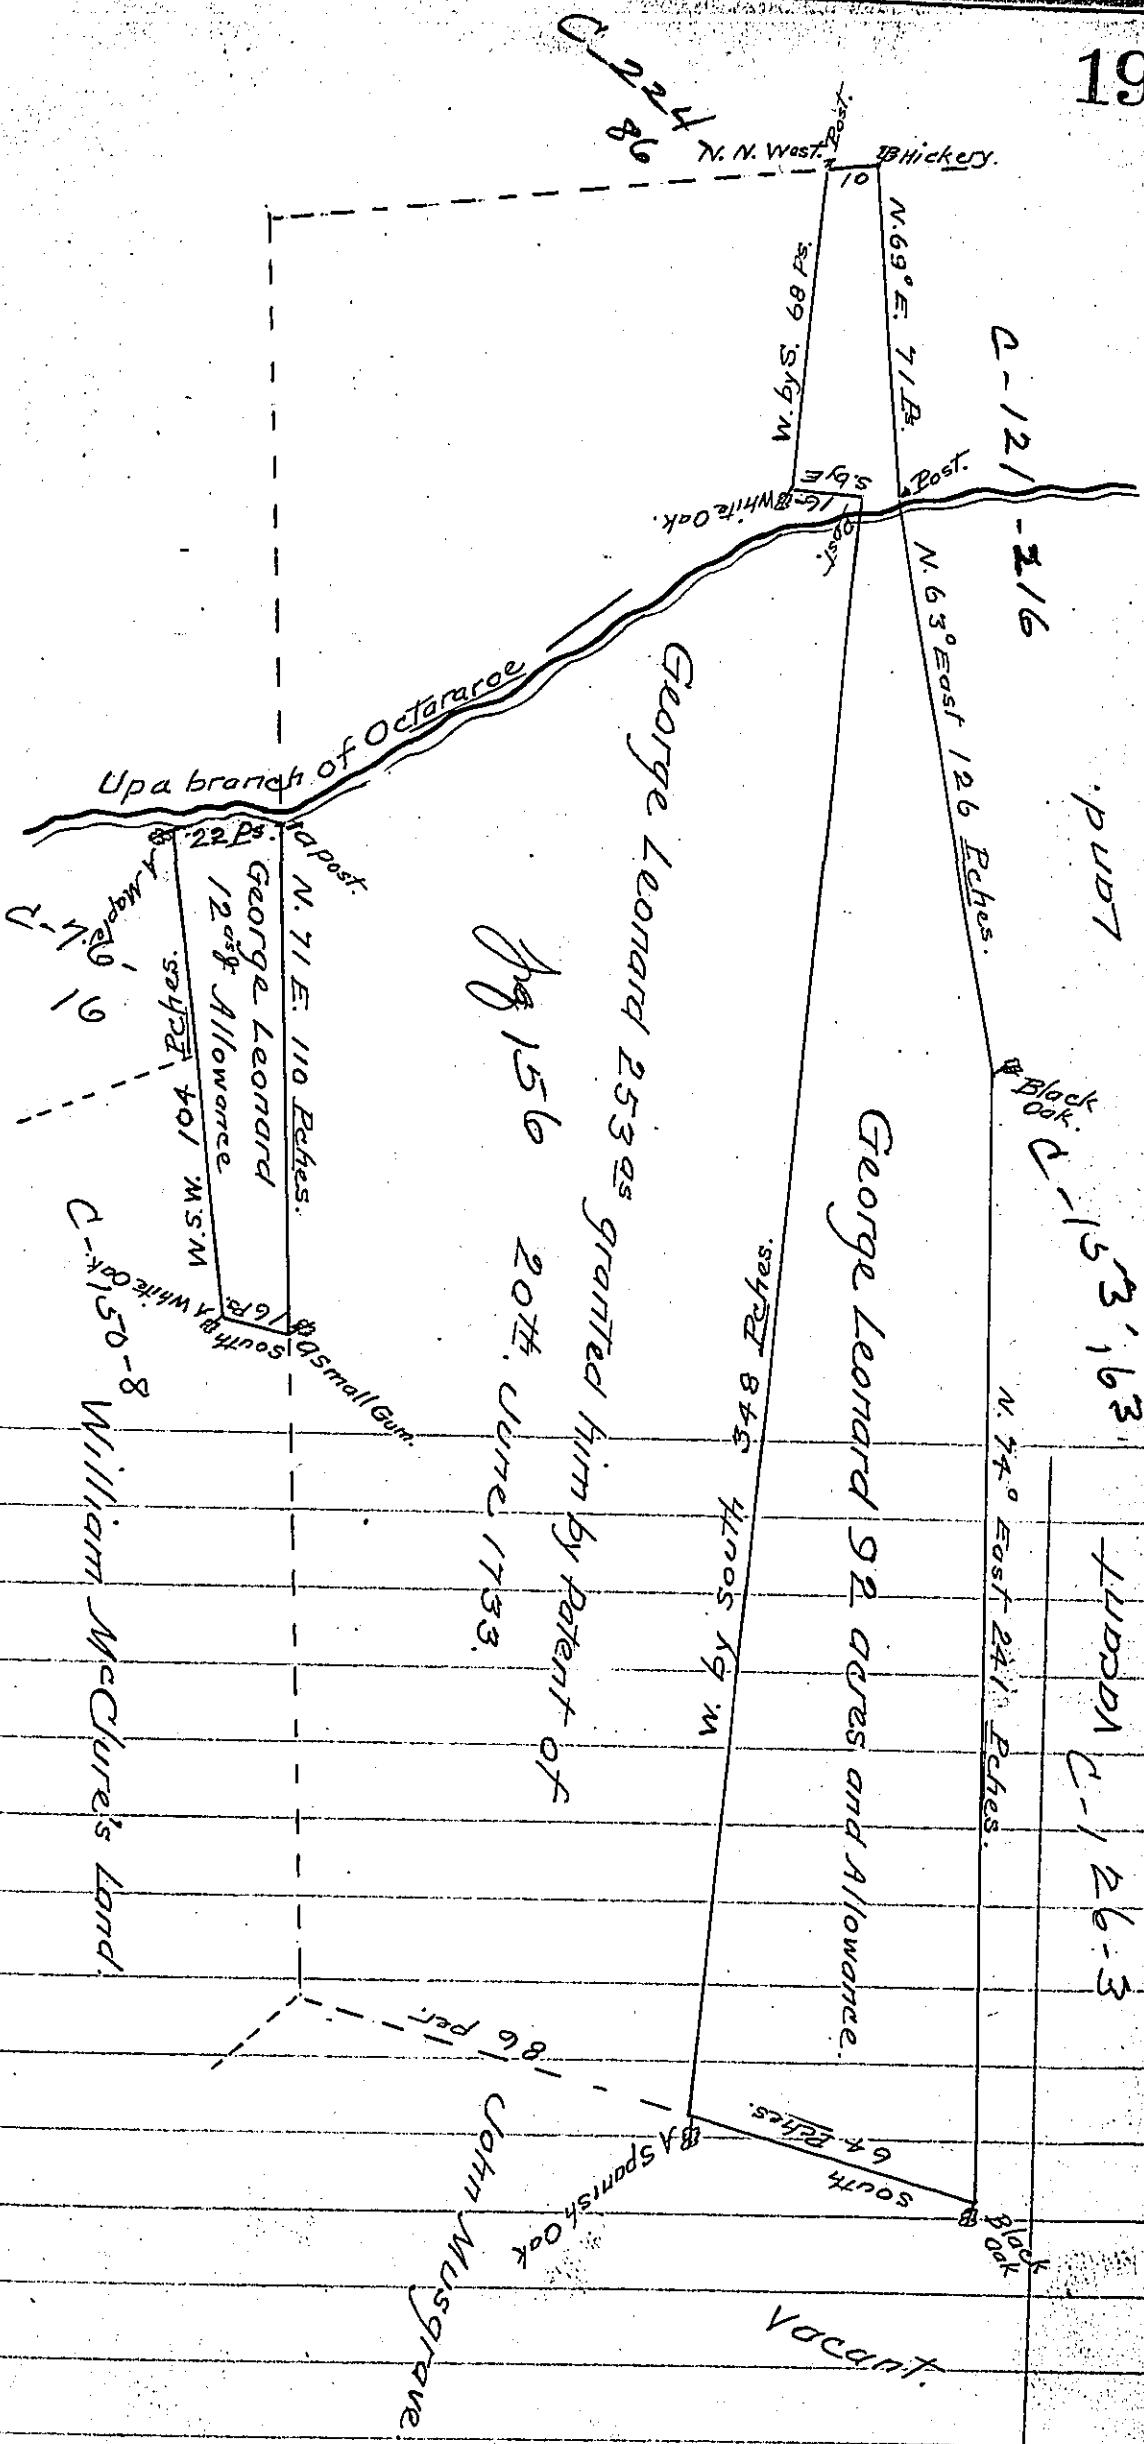 19
C-224
86
N. N. West.
Post.
10
Hickery.
N. 69° E. 71 Ps.
W. by S. 68 Ps.
C-121-216
Land.
Post.
S. by E
16
Post.
White Oak.
N. 63° East 126 Pches.
Black
Oak.
C-153,163
Vacant
C-126-3
N. 74° East 241 Pches.
George Leonard 92 acres and Allowance.
W. by South 348 Pches.
South
64 Pches.
Black
Oak
Vacant.
A Spanish Oak
86 per.
John Musgrave.
George Leonard 253 as granted him by Patent of
20th. June 1733.
156
Up a branch of Octararoe
22 Ps.
a post.
N. 71 E. 110 Pches.
George Leonard
12 as & Allowance
W.S.W. 104 Pches.
A Maple
16
a Small Gum.
South
16 Ps.
A White Oak
C-150-8
William McClure's Land.